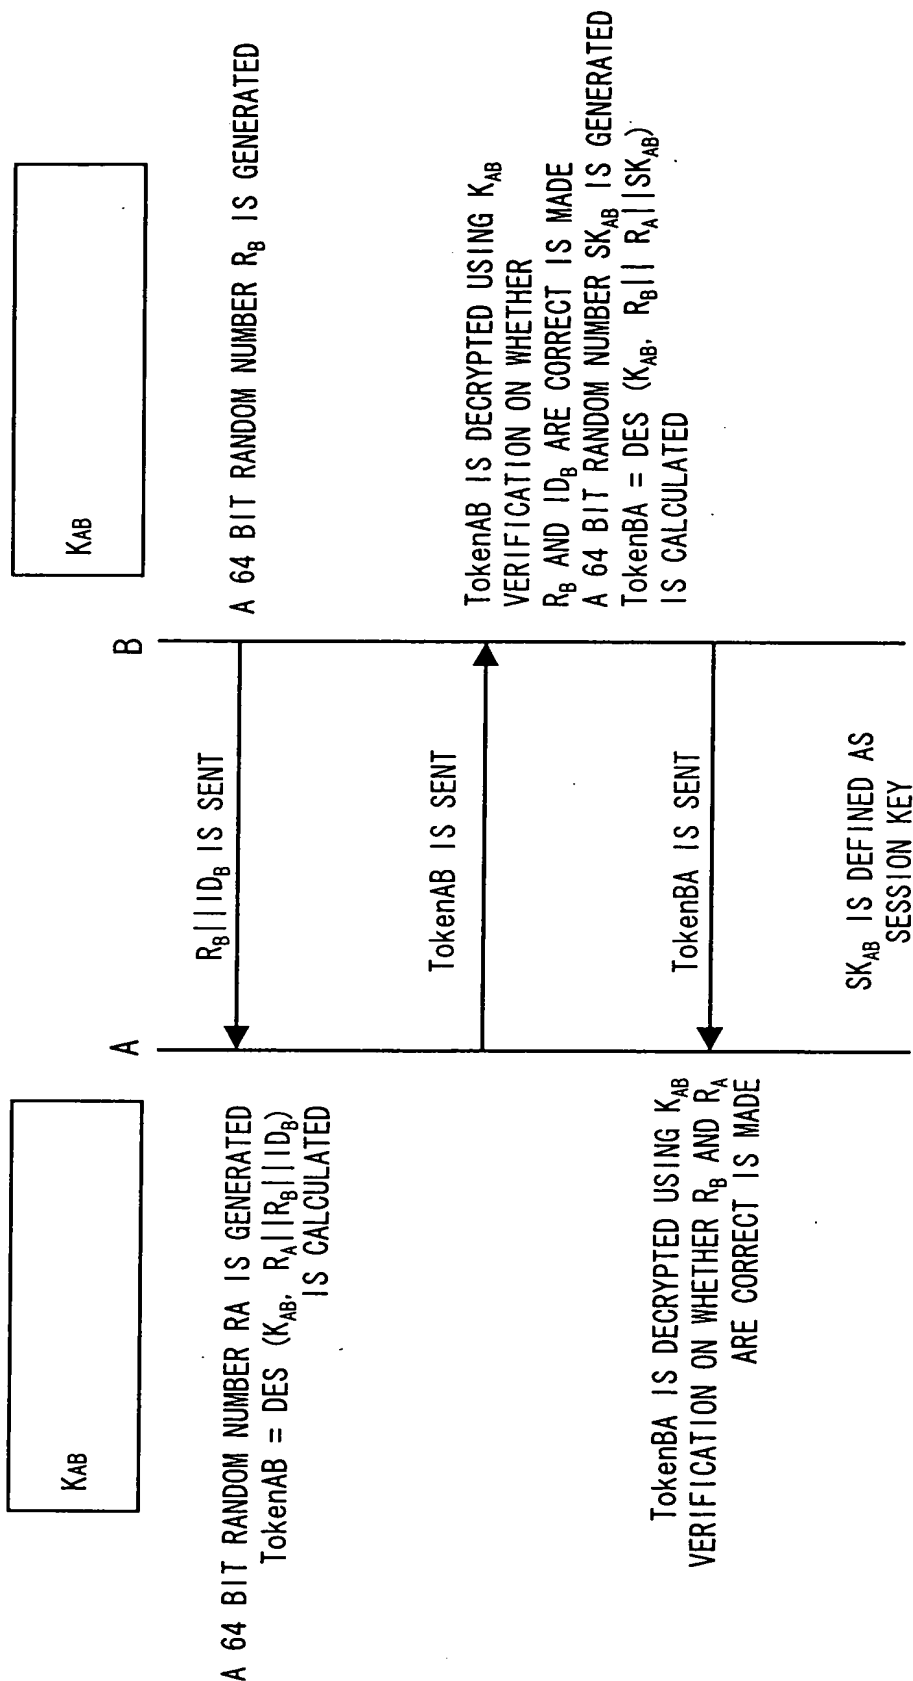 KAB
KAB
A
B
A 64 BIT RANDOM NUMBER RB IS GENERATED
RB||IDB IS SENT
A 64 BIT RANDOM NUMBER RA IS GENERATED
TokenAB = DES (KAB, RA||RB||IDB)
IS CALCULATED
TokenAB IS SENT
TokenAB IS DECRYPTED USING KAB
VERIFICATION ON WHETHER
RB AND IDB ARE CORRECT IS MADE
A 64 BIT RANDOM NUMBER SKAB IS GENERATED
TokenBA = DES (KAB, RB|| RA||SKAB)
IS CALCULATED
TokenBA IS SENT
TokenBA IS DECRYPTED USING KAB
VERIFICATION ON WHETHER RB AND RA
ARE CORRECT IS MADE
SKAB IS DEFINED AS
SESSION KEY